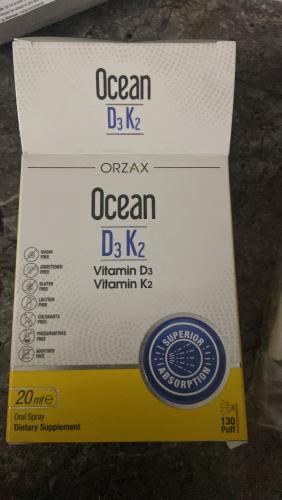 Ocean
D3 K2
ORZAX
Ocean
D3 K2
Vitamin D3
Vitamin K2
SUGAR
FREE
SWEETENER
FREE
GLUTEN
FREE
LACTOSE
FREE
COLORANTS
FREE
PRESERVATIVES
FREE
ADDITIVES
FREE
SUPERIOR
ABSORPTION
20 ml e
Oral Spray
Dietary Supplement
130
Puff